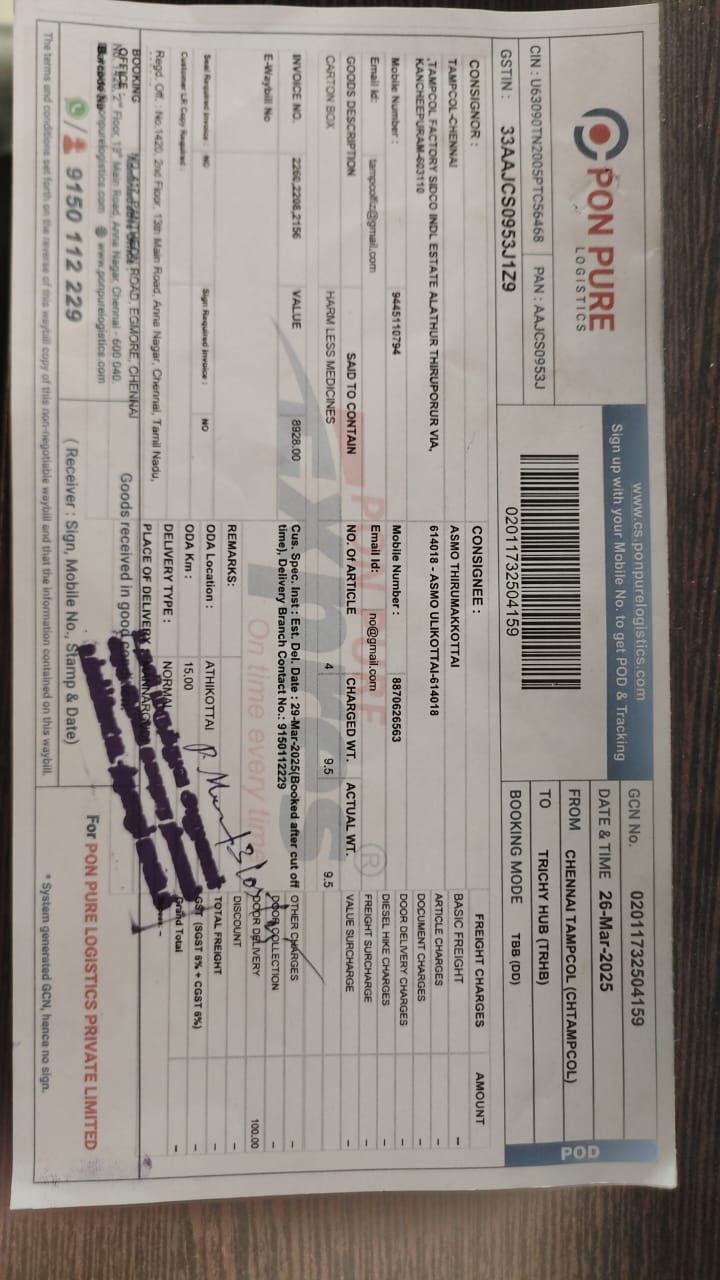 PON PURE
LOGISTICS
www.cs.ponpurelogistics.com
Sign up with your Mobile No. to get POD & Tracking
GCN No. 02011732504159
DATE & TIME 26-Mar-2025
FROM CHENNAI TAMPCOL (CHTAMPCOL)
TO TRICHY HUB (TRHB)
BOOKING MODE TBB (DD)
POD
CIN : U63090TN2005PTC56468 PAN : AAJCS0953J
GSTIN : 33AAJCS0953J1Z9
02011732504159
CONSIGNOR :
TAMPCOL-CHENNAI
,TAMPCOL FACTORY SIDCO INDL ESTATE ALATHUR THIRUPORUR VIA,
KANCHEEPURAM-603110
Mobile Number : 9445110794
Email Id: tampcolfiz@gmail.com
CONSIGNEE :
ASMO THIRUMAKKOTTAI
614018 - ASMO ULIKOTTAI-614018
Mobile Number : 8870626563
Email Id: no@gmail.com
GOODS DESCRIPTION SAID TO CONTAIN NO. Of ARTICLE CHARGED WT. ACTUAL WT.
CARTON BOX HARM LESS MEDICINES 4 9.5 9.5
INVOICE NO. 2260,2208,2156 VALUE 8928.00
E-Waybill No
Cus. Spec. Inst : Est. Del. Date : 29-Mar-2025(Booked after cut off
time), Delivery Branch Contact No.: 9150112229
Seal Required Invoice : NO Sign Required Invoice : NO
Customer LR Copy Required :
REMARKS:
ODA Location : ATHIKOTTAI
ODA Km : 15.00
DELIVERY TYPE : NORMAL
PLACE OF DELIVERY
FREIGHT CHARGES AMOUNT
BASIC FREIGHT -
ARTICLE CHARGES
DOCUMENT CHARGES
DOOR DELIVERY CHARGES
DIESEL HIKE CHARGES
FREIGHT SURCHARGE
VALUE SURCHARGE -
OTHER CHARGES -
DOOR COLLECTION -
DOOR DELIVERY 100.00
DISCOUNT -
TOTAL FREIGHT -
GST (SGST 6% + CGST 6%) -
Grand Total -
Regd. Off. : No.1420, 2nd Floor, 13th Main Road, Anna Nagar, Chennai, Tamil Nadu,
BOOKING
OFFICE
ROAD, EGMORE, CHENNAI
No. 1420, 2nd Floor, 13th Main Road, Anna Nagar, Chennai - 600 040.
www.ponpurelogistics.com
9150 112 229
Goods received in good
( Receiver : Sign, Mobile No., Stamp & Date)
For PON PURE LOGISTICS PRIVATE LIMITED
The terms and conditions set forth on the reverse of this waybill copy of this non-negotiable waybill and that the information contained on this waybill.
* System generated GCN, hence no sign.
PON PURE
Express
On time every time